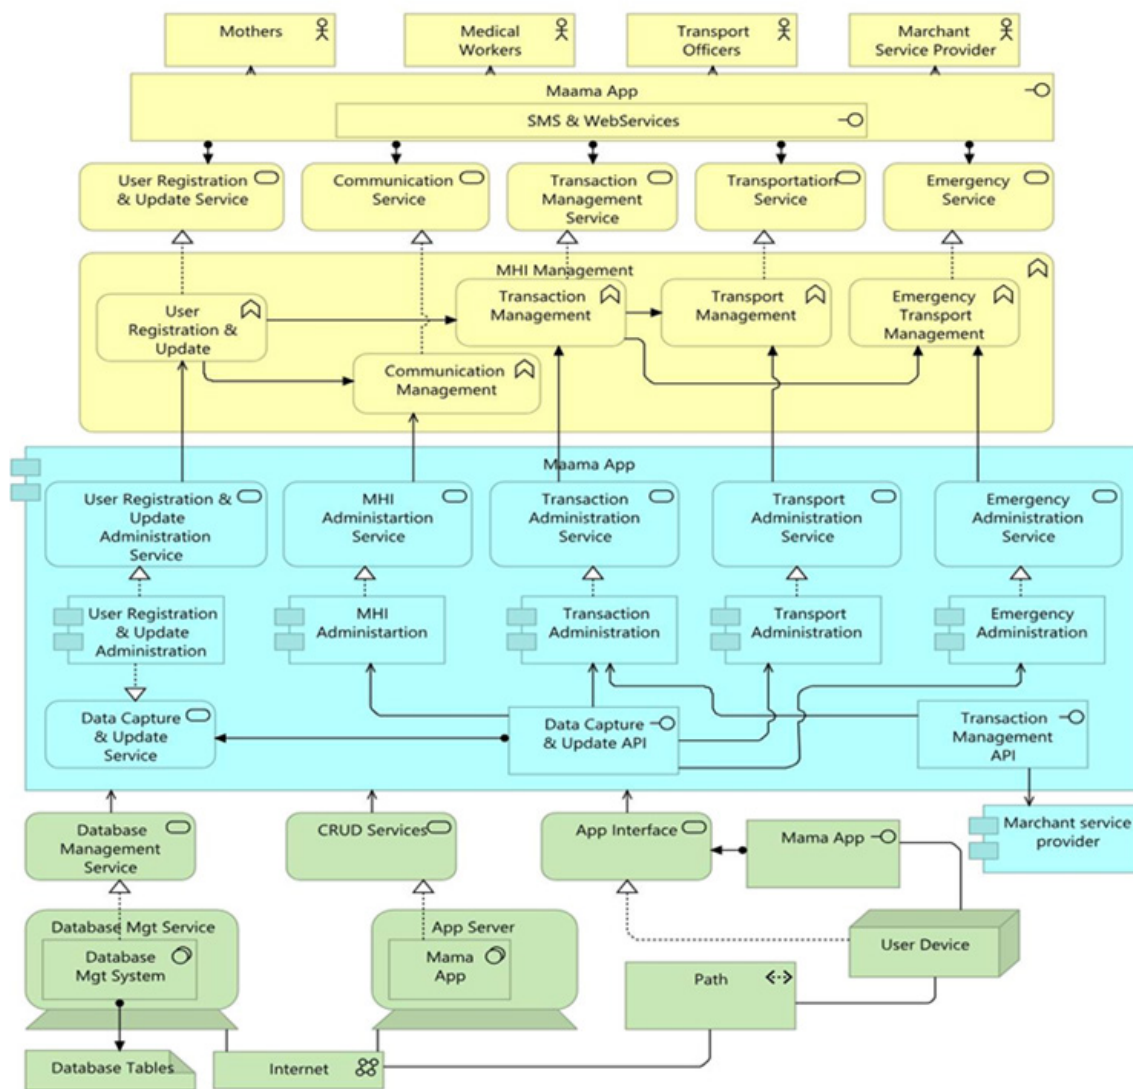 Mothers
Medical
Workers
Transport
Officers
Marchant
Service Provider
Maama App
SMS & WebServices
User Registration
& Update Service
Communication
Service
Transaction
Management
Service
Transportation
Service
Emergency
Service
MHI Management
User
Registration &
Update
Transaction
Management
Transport
Management
Emergency
Transport
Management
Communication
Management
Maama App
User Registration &
Update
Administration
Service
MHI
Administartion
Service
Transaction
Administration
Service
Transport
Administration
Service
Emergency
Administration
Service
User Registration
& Update
Administration
MHI
Administartion
Transaction
Administration
Transport
Administration
Emergency
Administration
Data Capture
& Update
Service
Data Capture
& Update API
Transaction
Management
API
Database
Management
Service
CRUD Services
App Interface
Mama App
Marchant service
provider
Database Mgt Service
Database
Mgt System
App Server
Mama
App
User Device
Path
Database Tables
Internet